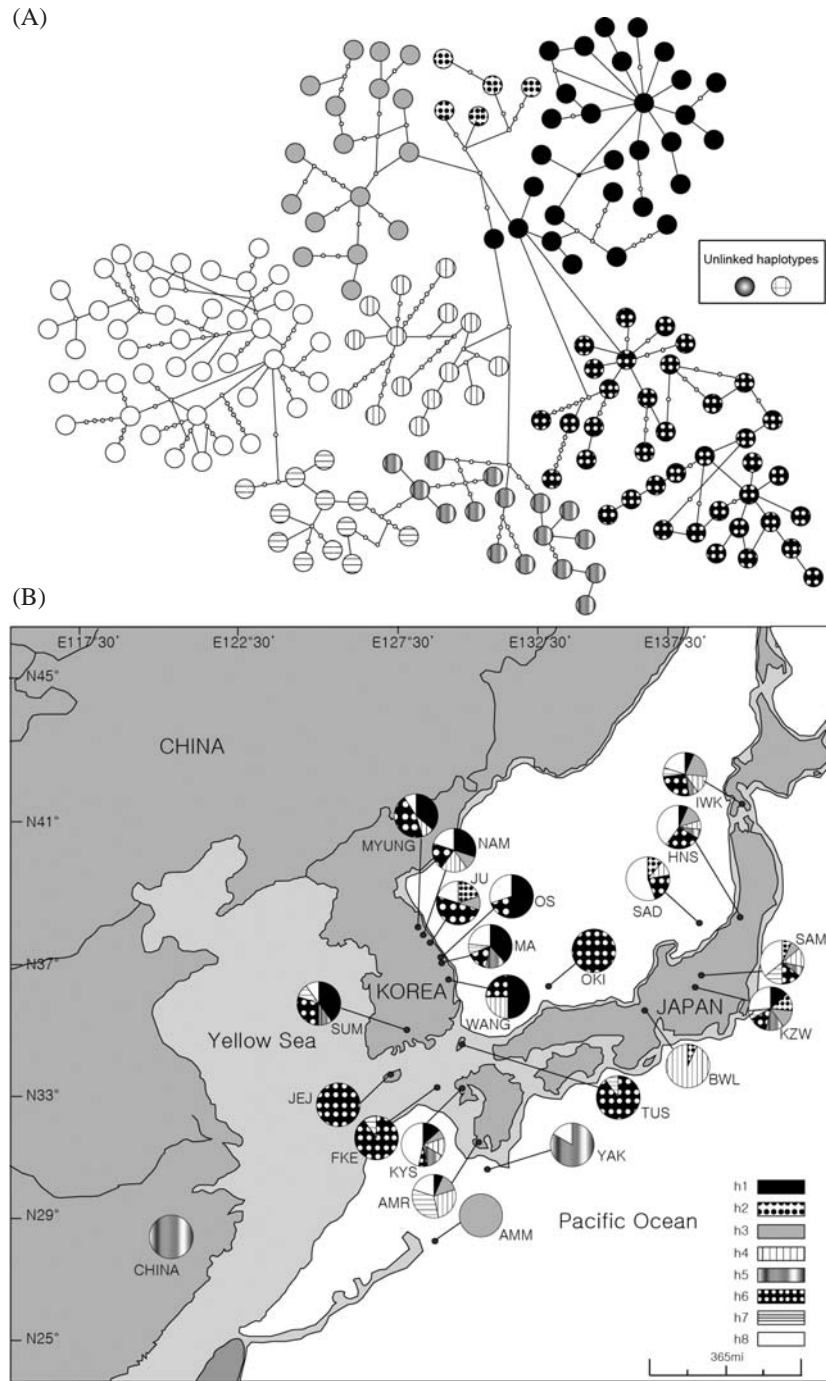 (A)
Unlinked haplotypes
(B)
E117°30´ E122°30´ E127°30´ E132°30´ E137°30´
N45°
CHINA
IWK
N41°
MYUNG
NAM
HNS
JU
OS
SAD
MA
SAM
N37°
KOREA
OKI
JAPAN
WANG
SUM
KZW
Yellow Sea
BWL
N33°
JEJ
TUS
FKE
KYS
YAK
AMR
h1
h2
Pacific Ocean
N29°
h3
AMM
h4
CHINA
h5
h6
h7
h8
N25°
365mi